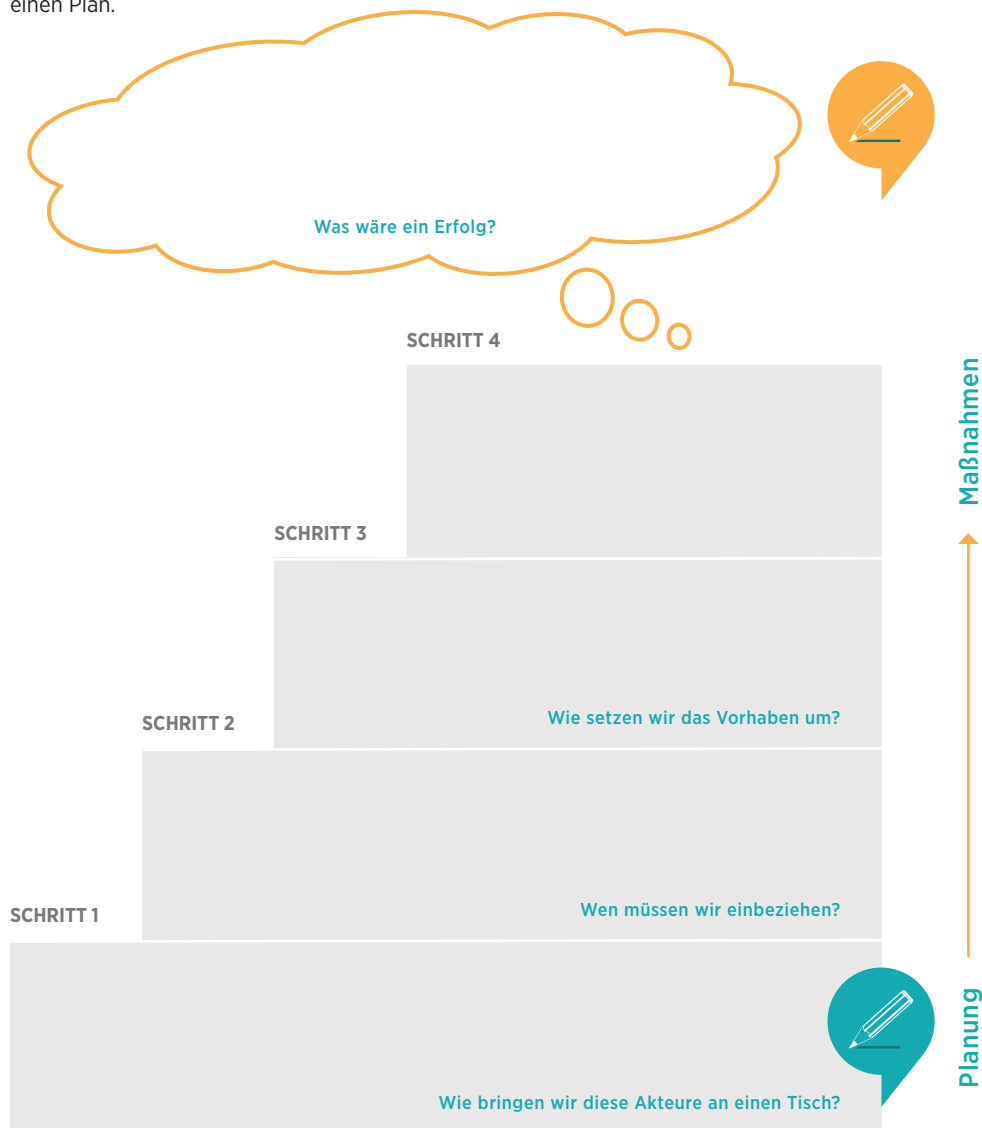 einen Plan.
Was wäre ein Erfolg?
SCHRITT 4
Maßnahmen
SCHRITT 3
Wie setzen wir das Vorhaben um?
SCHRITT 2
Wen müssen wir einbeziehen?
SCHRITT 1
Planung
Wie bringen wir diese Akteure an einen Tisch?